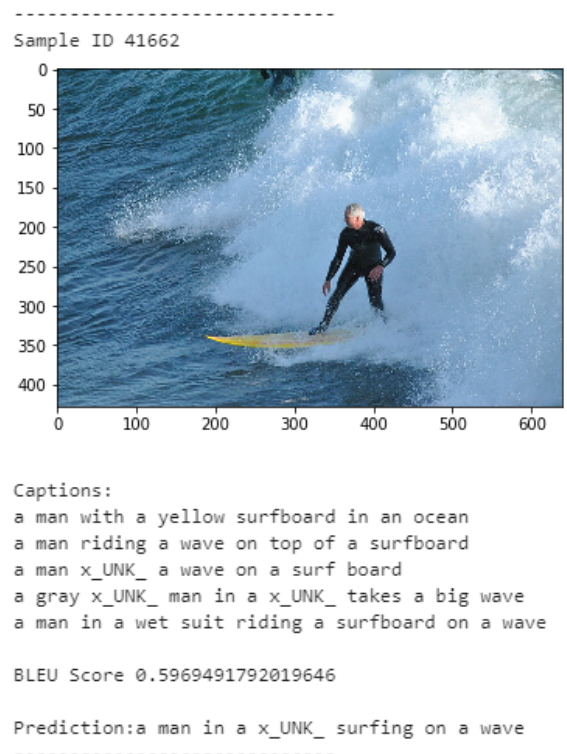 ------------------------------
Sample ID 41662
0
50
100
150
200
250
300
350
400
0 100 200 300 400 500 600
Captions:
a man with a yellow surfboard in an ocean
a man riding a wave on top of a surfboard
a man x_UNK_ a wave on a surf board
a gray x_UNK_ man in a x_UNK_ takes a big wave
a man in a wet suit riding a surfboard on a wave
BLEU Score 0.5969491792019646
Prediction:a man in a x_UNK_ surfing on a wave
------------------------------